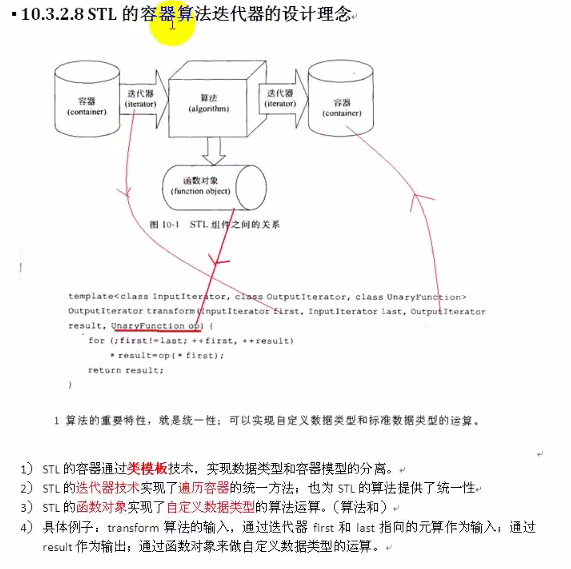 ▪ 10.3.2.8 STL 的容器算法迭代器的设计理念
容器
(container)
迭代器
(iterator)
算法
(algorithm)
迭代器
(iterator)
容器
(container)
函数对象
(function object)
图 10-1 STL 组件之间的关系
template<class InputIterator, class OutputIterator, class UnaryFunction>
OutputIterator transform(InputIterator first, InputIterator last, OutputIterator
result, UnaryFunction op) {
for (;first!=last; ++first, ++result)
* result=op(* first);
return result;
}
1 算法的重要特性，就是统一性；可以实现自定义数据类型和标准数据类型的运算。
1） STL 的容器通过类模板技术，实现数据类型和容器模型的分离。
2） STL 的迭代器技术实现了遍历容器的统一方法；也为 STL 的算法提供了统一性
3） STL 的函数对象实现了自定义数据类型的算法运算。（算法和）
4） 具体例子：transform 算法的输入，通过迭代器 first 和 last 指向的元算作为输入；通过
result 作为输出；通过函数对象来做自定义数据类型的运算。